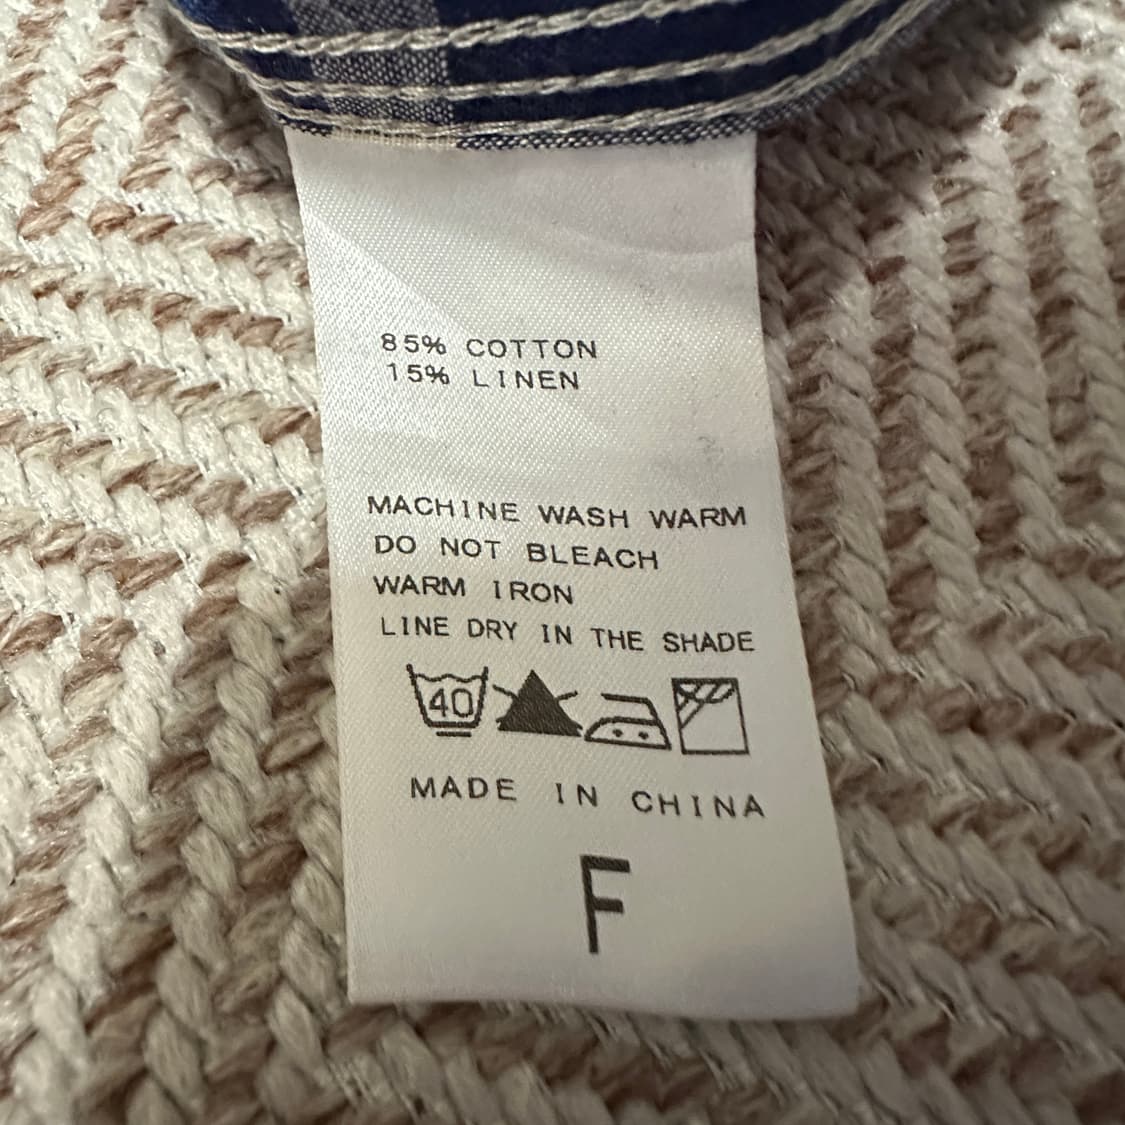 85% COTTON
15% LINEN
MACHINE WASH WARM
DO NOT BLEACH
WARM IRON
LINE DRY IN THE SHADE
40
MADE IN CHINA
F